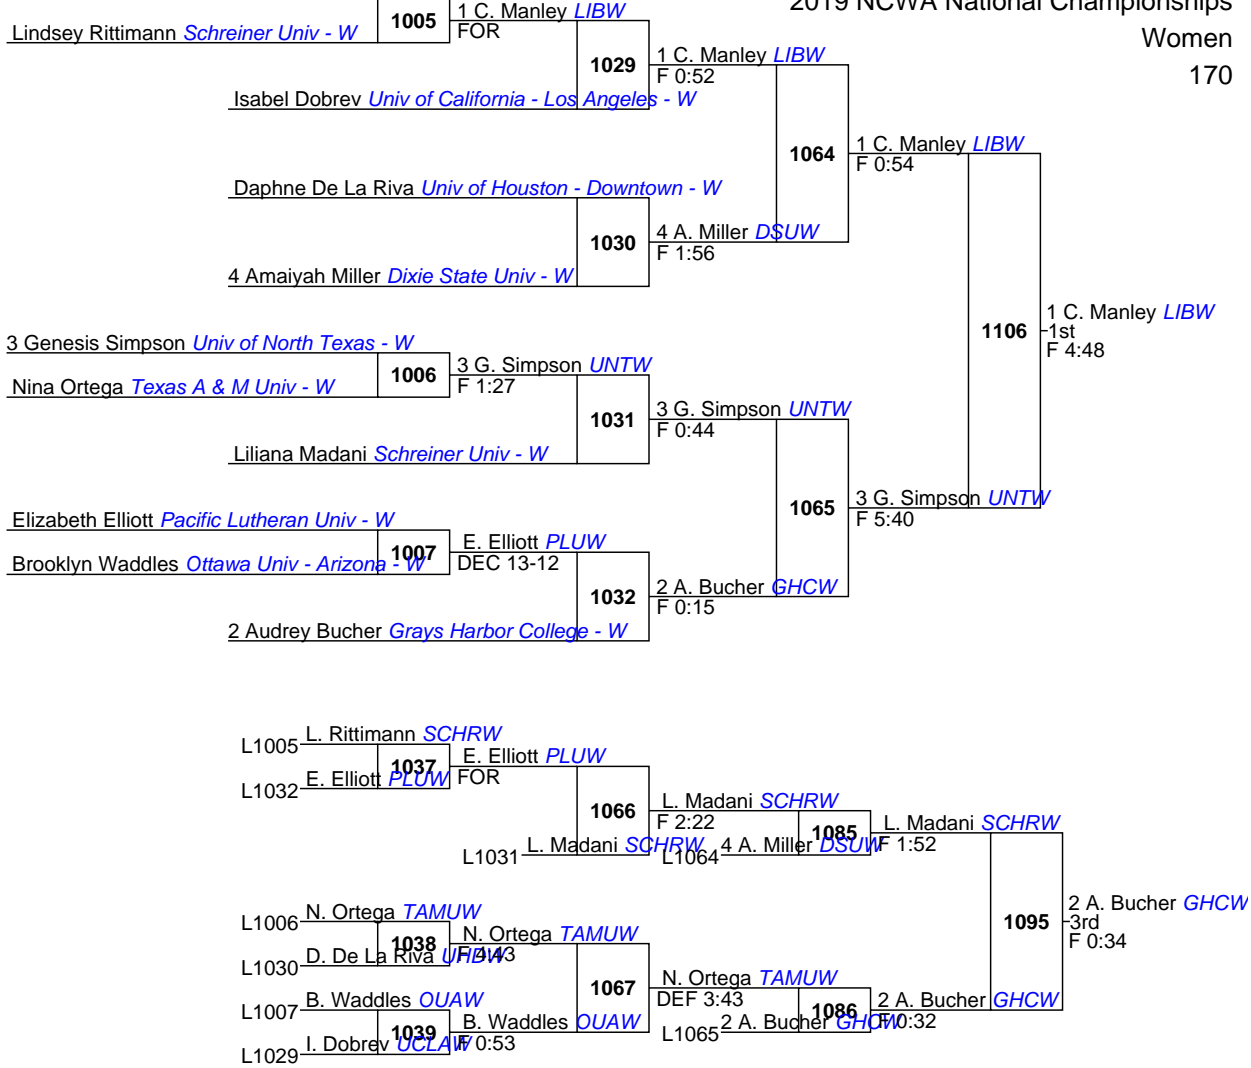 2019 NCWA National Championships
Women
170
1005
1 C. Manley LIBW
FOR
Lindsey Rittimann Schreiner Univ - W
1029
1 C. Manley LIBW
F 0:52
Isabel Dobrev Univ of California - Los Angeles - W
1064
1 C. Manley LIBW
F 0:54
Daphne De La Riva Univ of Houston - Downtown - W
1030
4 A. Miller DSUW
F 1:56
4 Amaiyah Miller Dixie State Univ - W
1106
1 C. Manley LIBW
1st
F 4:48
3 Genesis Simpson Univ of North Texas - W
1006
3 G. Simpson UNTW
F 1:27
Nina Ortega Texas A & M Univ - W
1031
3 G. Simpson UNTW
F 0:44
Liliana Madani Schreiner Univ - W
1065
3 G. Simpson UNTW
F 5:40
Elizabeth Elliott Pacific Lutheran Univ - W
1007
E. Elliott PLUW
DEC 13-12
Brooklyn Waddles Ottawa Univ - Arizona - W
1032
2 A. Bucher GHCW
F 0:15
2 Audrey Bucher Grays Harbor College - W
L1005
L. Rittimann SCHRW
1037
E. Elliott PLUW
FOR
L1032
E. Elliott PLUW
1066
L. Madani SCHRW
F 2:22
L1031
L. Madani SCHRW
L1064
4 A. Miller DSUW
1085
L. Madani SCHRW
F 1:52
1095
2 A. Bucher GHCW
3rd
F 0:34
L1006
N. Ortega TAMUW
1038
N. Ortega TAMUW
F 4:43
L1030
D. De La Riva UHDW
1067
N. Ortega TAMUW
DEF 3:43
L1007
B. Waddles OUAW
1039
B. Waddles OUAW
F 0:53
L1029
I. Dobrev UCLAW
L1065
2 A. Bucher GHCW
1086
2 A. Bucher GHCW
F 0:32